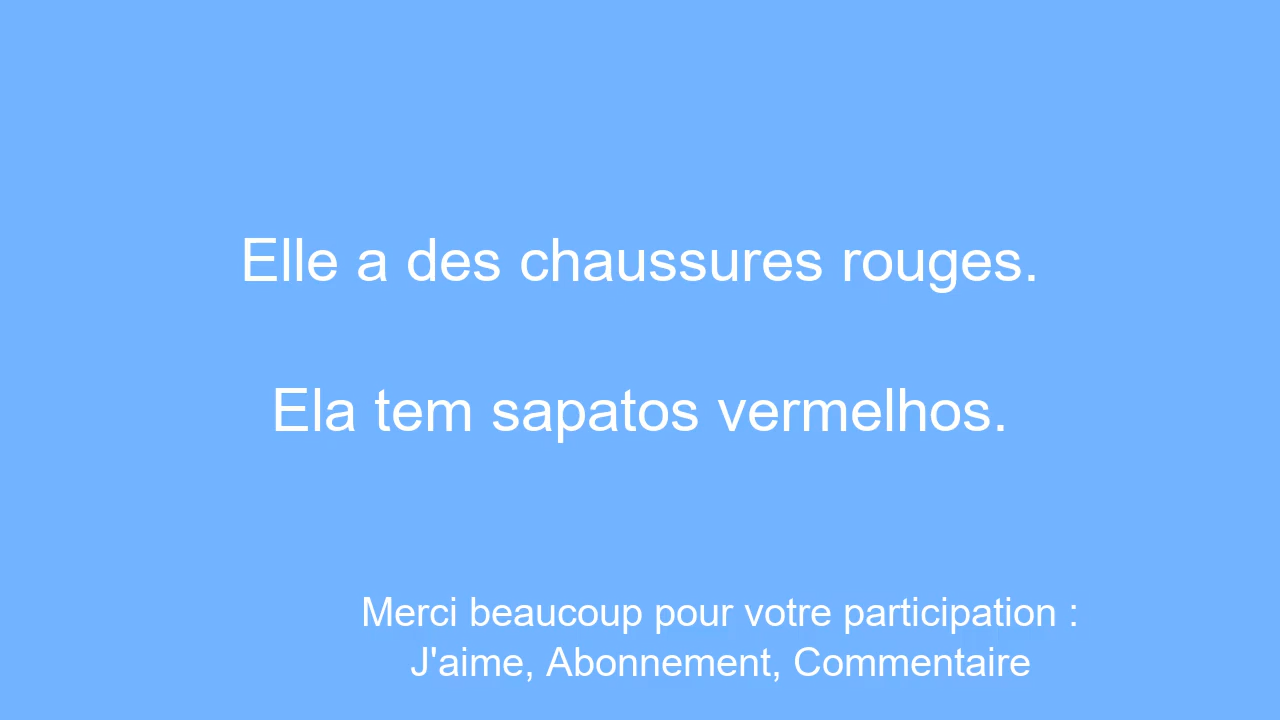 Elle a des chaussures rouges.
Ela tem sapatos vermelhos.
Merci beaucoup pour votre participation :
J'aime, Abonnement, Commentaire